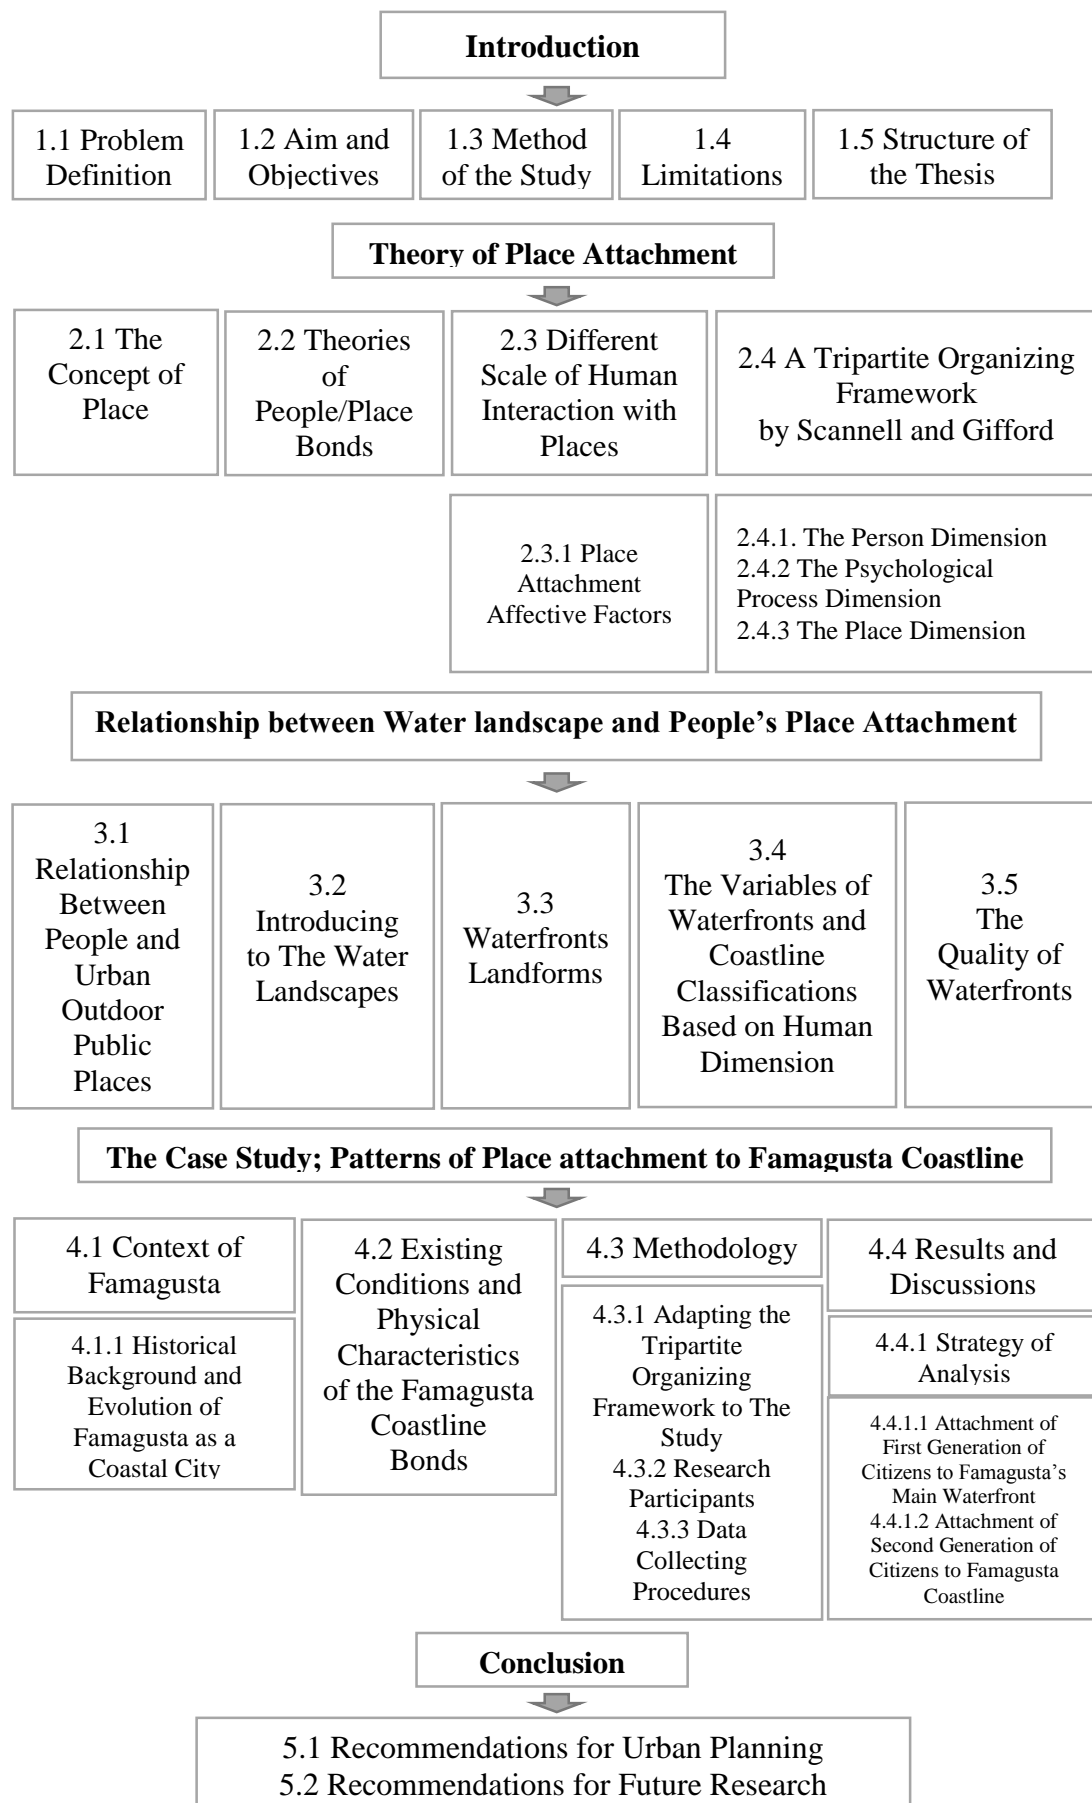 Introduction
1.1 Problem
Definition
1.2 Aim and
Objectives
1.3 Method
of the Study
1.4
Limitations
1.5 Structure of
the Thesis
Theory of Place Attachment
2.1 The
Concept of
Place
2.2 Theories
of
People/Place
Bonds
2.3 Different
Scale of Human
Interaction with
Places
2.4 A Tripartite Organizing
Framework
by Scannell and Gifford
2.3.1 Place
Attachment
Affective Factors
2.4.1. The Person Dimension
2.4.2 The Psychological
Process Dimension
2.4.3 The Place Dimension
Relationship between Water landscape and People’s Place Attachment
3.1
Relationship
Between
People and
Urban
Outdoor
Public
Places
3.2
Introducing
to The Water
Landscapes
3.3
Waterfronts
Landforms
3.4
The Variables of
Waterfronts and
Coastline
Classifications
Based on Human
Dimension
3.5
The
Quality of
Waterfronts
The Case Study; Patterns of Place attachment to Famagusta Coastline
4.1 Context of
Famagusta
4.1.1 Historical
Background and
Evolution of
Famagusta as a
Coastal City
4.2 Existing
Conditions and
Physical
Characteristics
of the Famagusta
Coastline
Bonds
4.3 Methodology
4.3.1 Adapting the
Tripartite
Organizing
Framework to The
Study
4.3.2 Research
Participants
4.3.3 Data
Collecting
Procedures
4.4 Results and
Discussions
4.4.1 Strategy of
Analysis
4.4.1.1 Attachment of
First Generation of
Citizens to Famagusta’s
Main Waterfront
4.4.1.2 Attachment of
Second Generation of
Citizens to Famagusta
Coastline
Conclusion
5.1 Recommendations for Urban Planning
5.2 Recommendations for Future Research